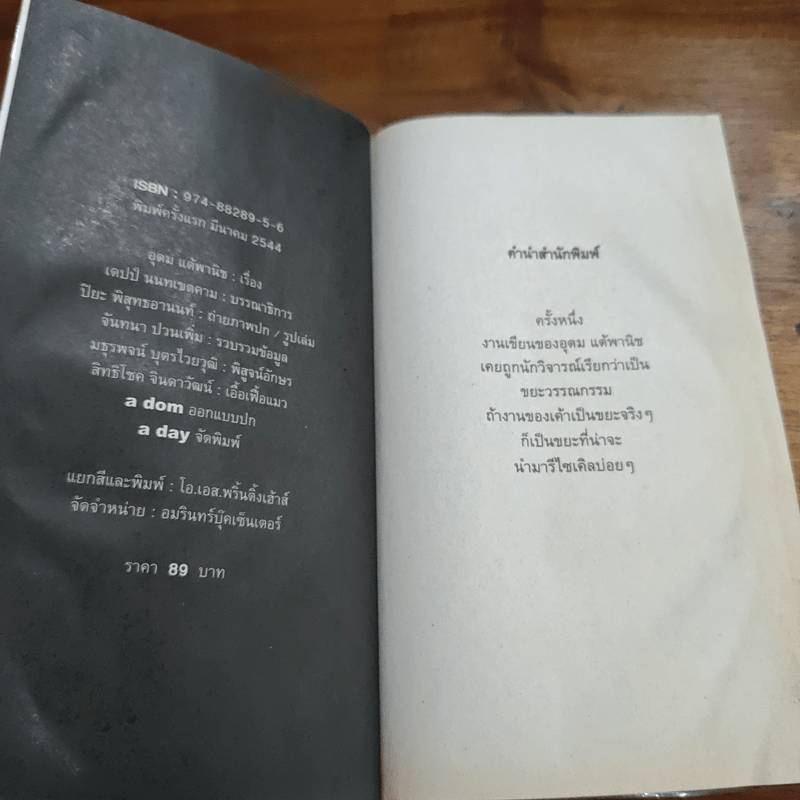 ISBN : 974-88289-5-6
พิมพ์ครั้งแรก มีนาคม 2544
อุดม แต้พานิช : เรื่อง
เดปป์ นนทเขตคาม : บรรณาธิการ
ปิยะ พิสุทธอานนท์ : ถ่ายภาพปก / รูปเล่ม
จันทนา ปวนเพิ่ม : รวบรวมข้อมูล
มธุรพจน์ บุตรไวยวุฒิ : พิสูจน์อักษร
สิทธิโชค จินดาวัฒน์ : เอื้อเฟื้อแมว
a dom ออกแบบปก
a day จัดพิมพ์
แยกสีและพิมพ์ : โอ.เอส.พริ้นติ้งเฮ้าส์
จัดจำหน่าย : อมรินทร์บุ๊คเซ็นเตอร์
ราคา 89 บาท
คำนำสำนักพิมพ์
ครั้งหนึ่ง
งานเขียนของอุดม แต้พานิช
เคยถูกนักวิจารณ์เรียกว่าเป็น
ขยะวรรณกรรม
ถ้างานของเค้าเป็นขยะจริงๆ
ก็เป็นขยะที่น่าจะ
นำมารีไซเคิลบ่อยๆ